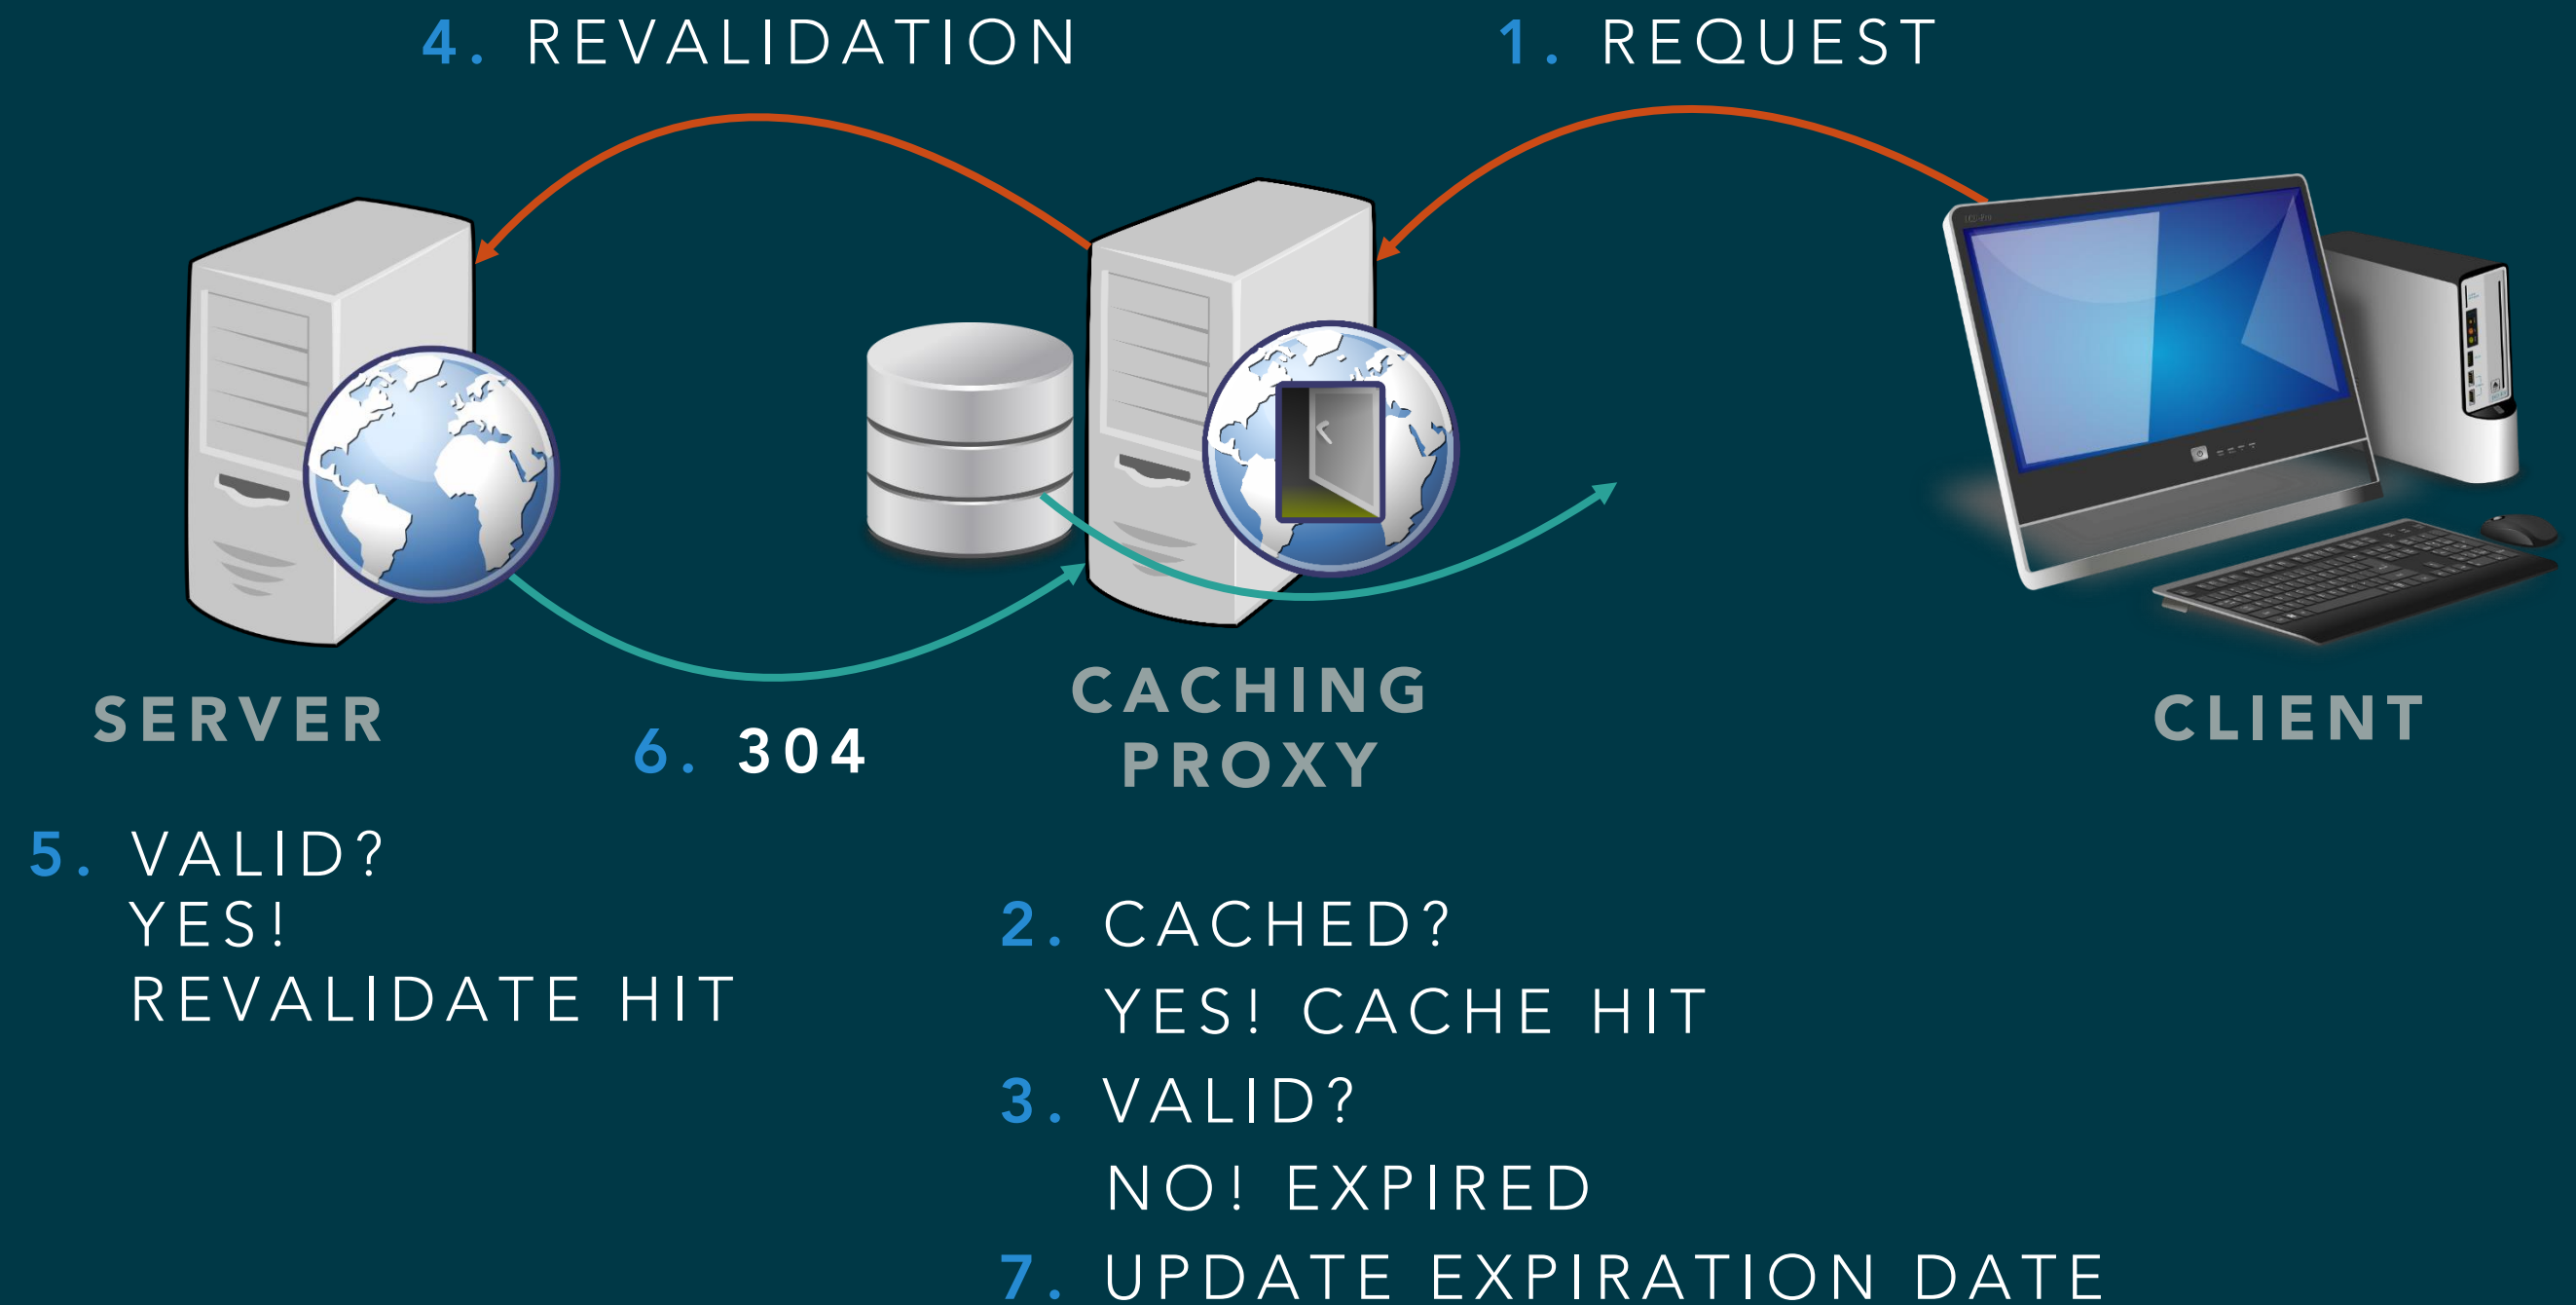 4. REVALIDATION
1. REQUEST
SERVER
CACHING
PROXY
CLIENT
6. 304
5. VALID?
YES!
REVALIDATE HIT
2. CACHED?
YES! CACHE HIT
3. VALID?
NO! EXPIRED
7. UPDATE EXPIRATION DATE